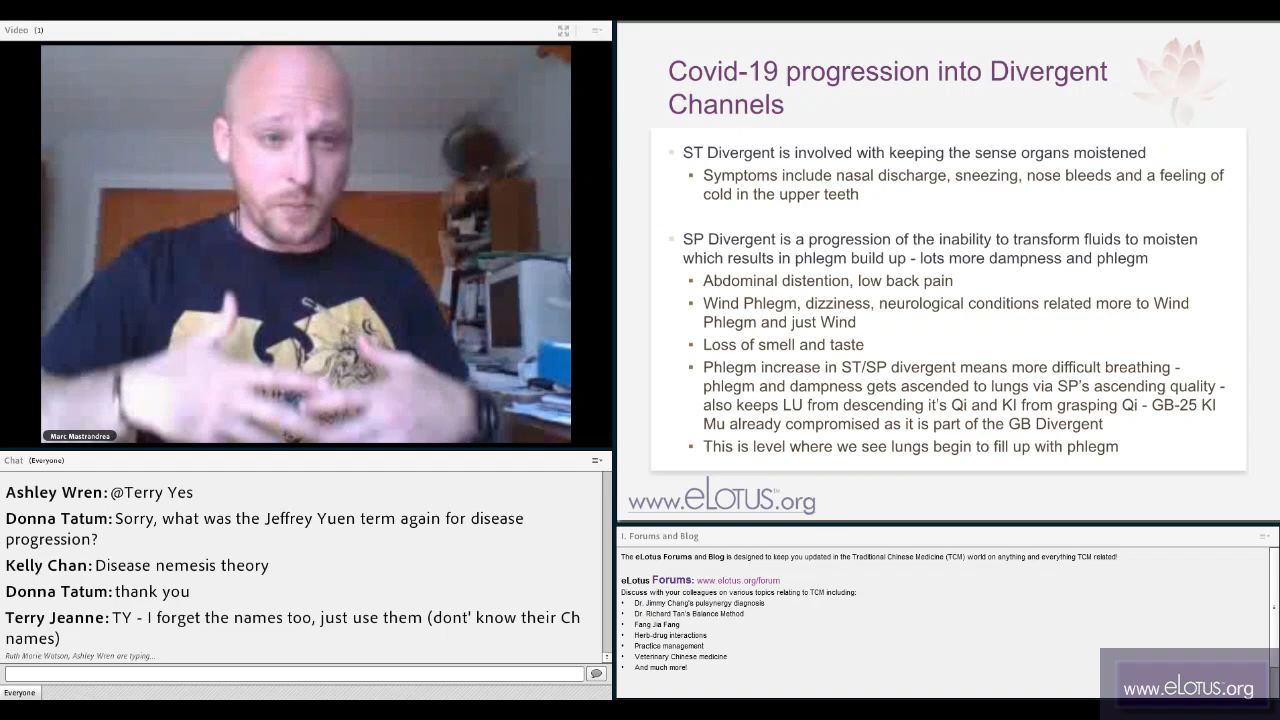 Video (1)
Marc Mastrandrea
Covid-19 progression into Divergent
Channels
ST Divergent is involved with keeping the sense organs moistened
Symptoms include nasal discharge, sneezing, nose bleeds and a feeling of
cold in the upper teeth
SP Divergent is a progression of the inability to transform fluids to moisten
which results in phlegm build up - lots more dampness and phlegm
Abdominal distention, low back pain
Wind Phlegm, dizziness, neurological conditions related more to Wind
Phlegm and just Wind
Loss of smell and taste
Phlegm increase in ST/SP divergent means more difficult breathing -
phlegm and dampness gets ascended to lungs via SP's ascending quality -
also keeps LU from descending it's Qi and KI from grasping Qi - GB-25 KI
Mu already compromised as it is part of the GB Divergent
This is level where we see lungs begin to fill up with phlegm
www.eLOTUS.org
Chat (Everyone)
Ashley Wren: @Terry Yes
Donna Tatum: Sorry, what was the Jeffrey Yuen term again for disease
progression?
Kelly Chan: Disease nemesis theory
Donna Tatum: thank you
Terry Jeanne: TY - I forget the names too, just use them (dont' know their Ch
names)
Ruth Marie Watson, Ashley Wren are typing...
Everyone
I. Forums and Blog
The eLotus Forums and Blog is designed to keep you updated in the Traditional Chinese Medicine (TCM) world on anything and everything TCM related!
eLotus Forums: www.elotus.org/forum
Discuss with your colleagues on various topics relating to TCM including:
• Dr. Jimmy Chang's pulsynergy diagnosis
• Dr. Richard Tan's Balance Method
• Fang Jia Fang
• Herb-drug interactions
• Practice management
• Veterinary Chinese medicine
• And much more!
www.eLOTUS.org